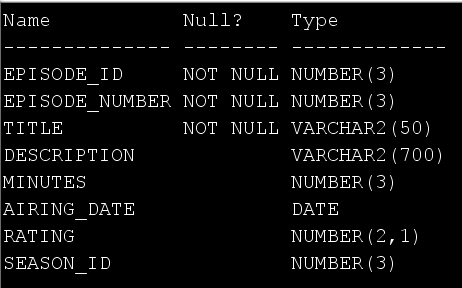 Name           Null?    Type
-------------- -------- -------------
EPISODE_ID     NOT NULL NUMBER(3)
EPISODE_NUMBER NOT NULL NUMBER(3)
TITLE          NOT NULL VARCHAR2(50)
DESCRIPTION             VARCHAR2(700)
MINUTES                 NUMBER(3)
AIRING_DATE             DATE
RATING                  NUMBER(2,1)
SEASON_ID               NUMBER(3)